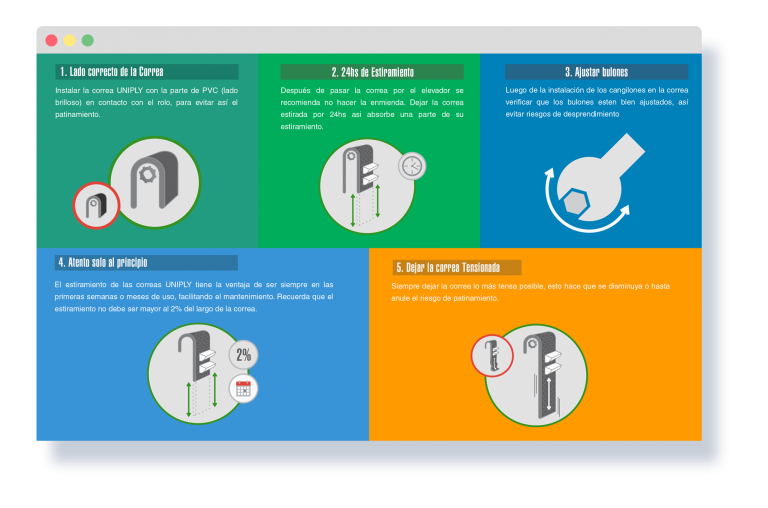 1. Lado correcto de la Correa
Instalar la correa UNIPLY con la parte de PVC (lado
brilloso) en contacto con el rolo, para evitar así el
patinamiento.
2. 24hs de Estiramiento
Después de pasar la correa por el elevador se
recomienda no hacer la enmienda. Dejar la correa
estirada por 24hs asi absorbe una parte de su
estiramiento.
3. Ajustar bulones
Luego de la instalación de los cangilones en la correa
verificar que los bulones esten bien ajustados, así
evitar riesgos de desprendimiento
4. Atento solo al principio
El estiramiento de las correas UNIPLY tiene la ventaja de ser siempre en las
primeras semanas o meses de uso, facilitando el mantenimiento. Recuerda que el
estiramiento no debe ser mayor al 2% del largo de la correa.
2%
5. Dejar la correa Tensionada
Siempre dejar la correa lo más tensa posible, esto hace que se disminuya o hasta
anule el riesgo de patinamiento.